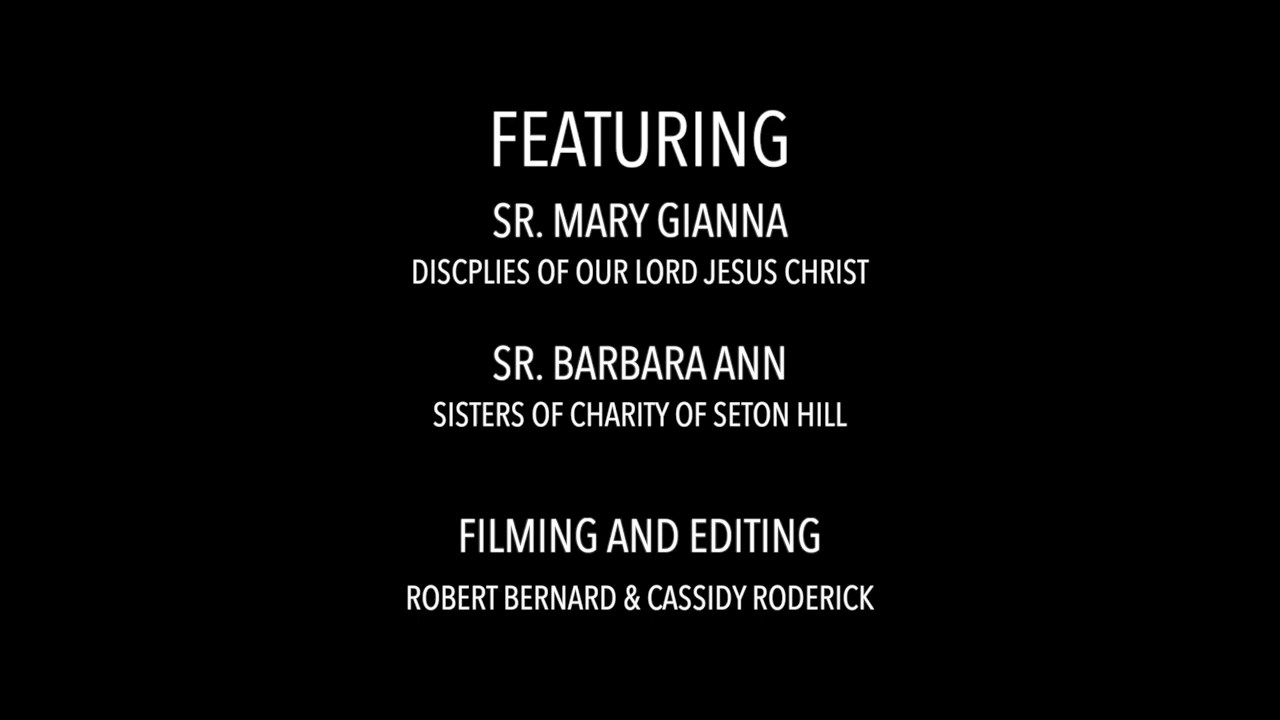 FEATURING
SR. MARY GIANNA
DISCPLIES OF OUR LORD JESUS CHRIST
SR. BARBARA ANN
SISTERS OF CHARITY OF SETON HILL
FILMING AND EDITING
ROBERT BERNARD & CASSIDY RODERICK